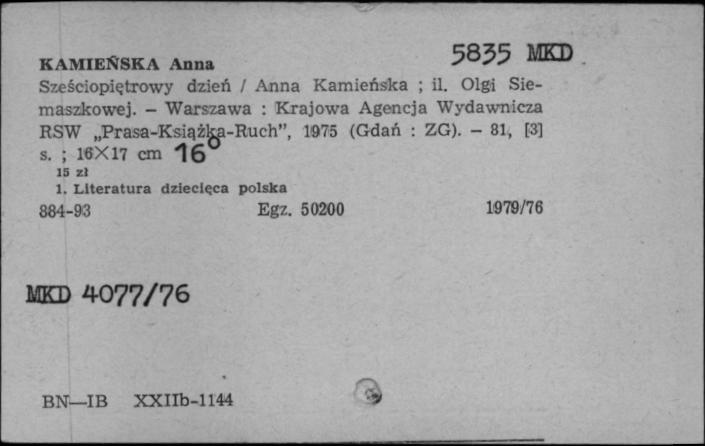 5835 MKD
KAMIEŃSKA Anna
Sześciopiętrowy dzień / Anna Kamieńska ; il. Olgi Sie-
maszkowej. – Warszawa : Krajowa Agencja Wydawnicza
RSW „Prasa-Książka-Ruch”, 1975 (Gdań : ZG). – 81, [3]
s. ; 16×17 cm 16°
15 zł
1. Literatura dziecięca polska
884-93 Egz. 50200 1979/76
MKD 4077/76
BN—IB XXIIb-1144